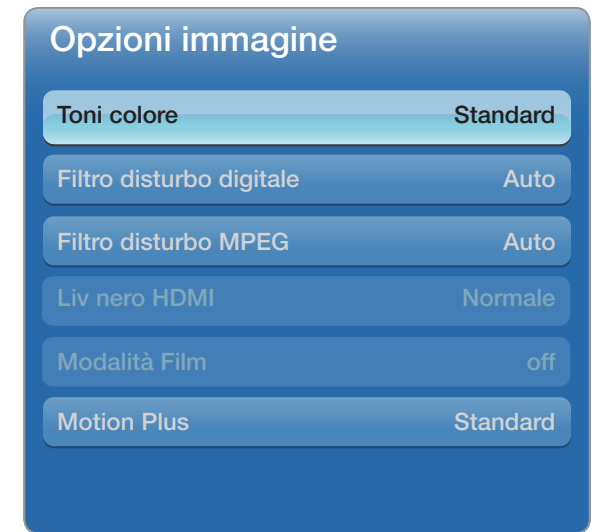 Opzioni immagine
Toni colore Standard
Filtro disturbo digitale Auto
Filtro disturbo MPEG Auto
Liv nero HDMI Normale
Modalità Film off
Motion Plus Standard